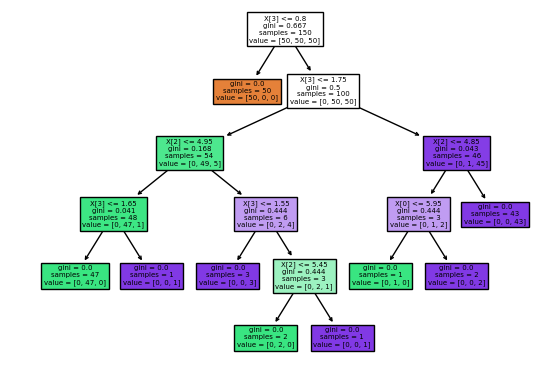 X[3] <= 0.8
gini = 0.667
samples = 150
value = [50, 50, 50]
gini = 0.0
samples = 50
value = [50, 0, 0]
X[3] <= 1.75
gini = 0.5
samples = 100
value = [0, 50, 50]
X[2] <= 4.95
gini = 0.168
samples = 54
value = [0, 49, 5]
X[2] <= 4.85
gini = 0.043
samples = 46
value = [0, 1, 45]
X[3] <= 1.65
gini = 0.041
samples = 48
value = [0, 47, 1]
X[3] <= 1.55
gini = 0.444
samples = 6
value = [0, 2, 4]
X[0] <= 5.95
gini = 0.444
samples = 3
value = [0, 1, 2]
gini = 0.0
samples = 43
value = [0, 0, 43]
gini = 0.0
samples = 47
value = [0, 47, 0]
gini = 0.0
samples = 1
value = [0, 0, 1]
gini = 0.0
samples = 3
value = [0, 0, 3]
X[2] <= 5.45
gini = 0.444
samples = 3
value = [0, 2, 1]
gini = 0.0
samples = 1
value = [0, 1, 0]
gini = 0.0
samples = 2
value = [0, 0, 2]
gini = 0.0
samples = 2
value = [0, 2, 0]
gini = 0.0
samples = 1
value = [0, 0, 1]